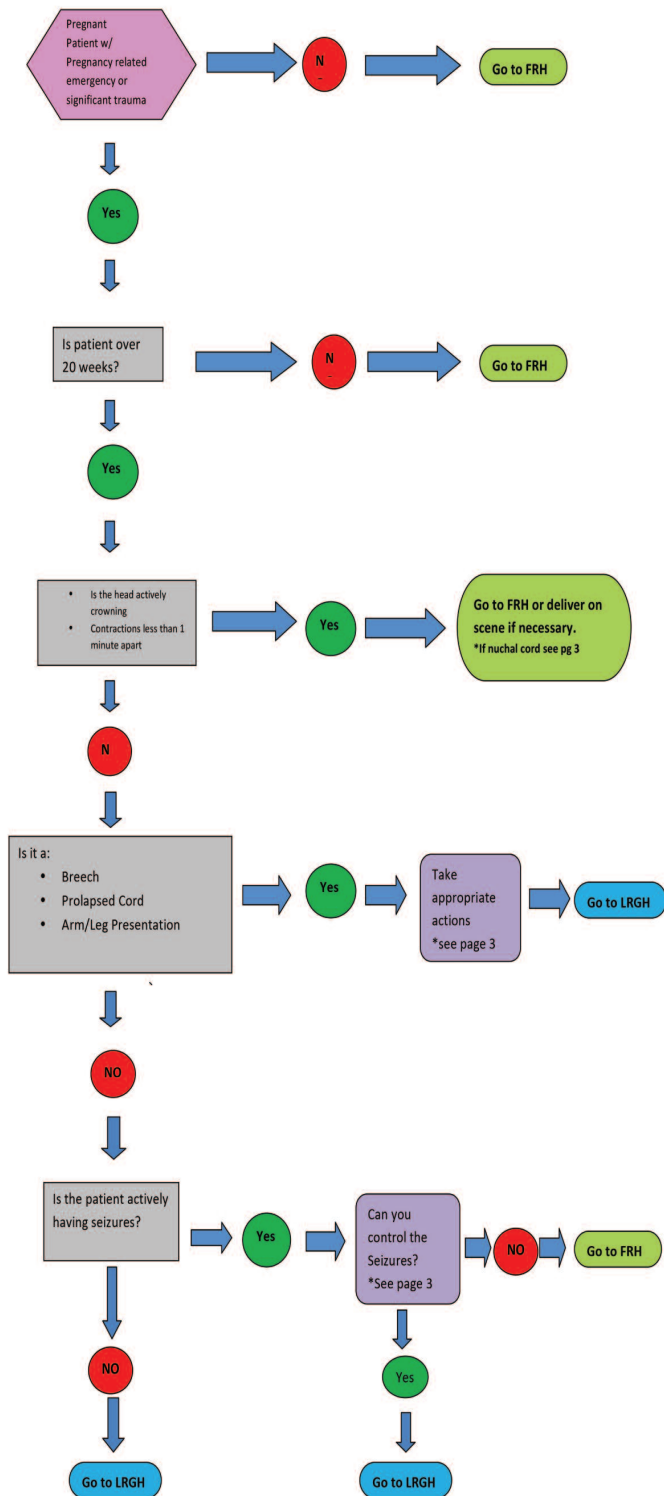 Pregnant
Patient w/
Pregnancy related
emergency or
significant trauma
N
Go to FRH
Yes
Is patient over
20 weeks?
N
Go to FRH
Yes
• Is the head actively
crowning
• Contractions less than 1
minute apart
Yes
Go to FRH or deliver on
scene if necessary.
*If nuchal cord see pg 3
N
Is it a:
• Breech
• Prolapsed Cord
• Arm/Leg Presentation
Yes
Take
appropriate
actions
*see page 3
Go to LRGH
NO
Is the patient actively
having seizures?
Yes
Can you
control the
Seizures?
*See page 3
NO
Go to FRH
NO
Yes
Go to LRGH
Go to LRGH